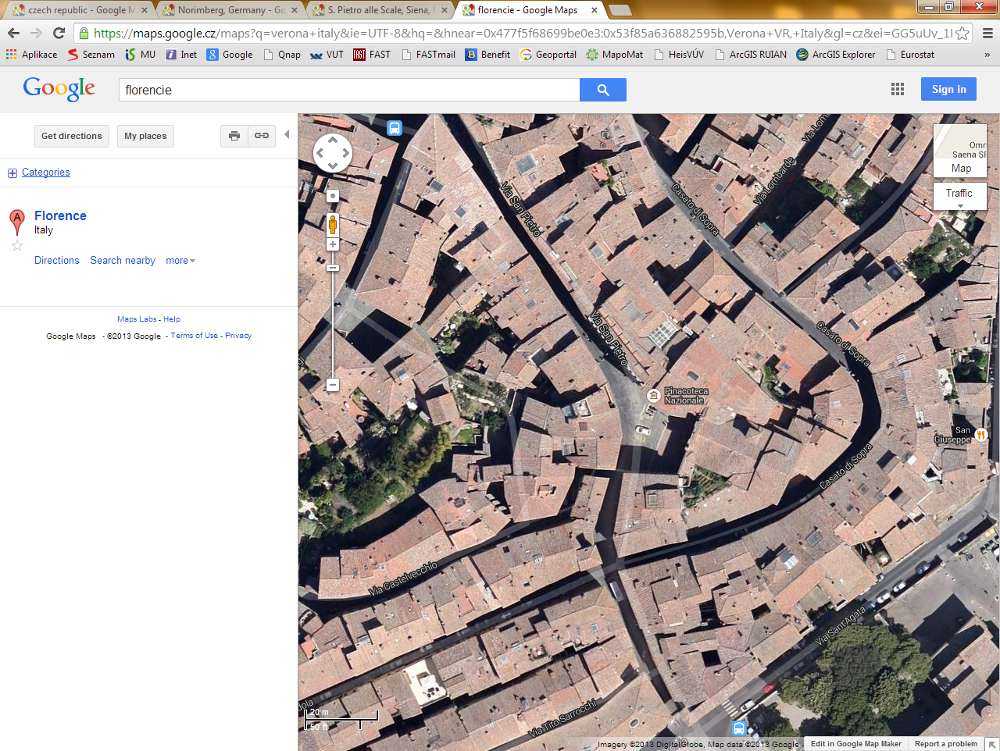 czech republic - Google M
Norimberg, Germany - Go
S. Pietro alle Scale, Siena, I
florencie - Google Maps
https://maps.google.cz/maps?q=verona+italy&ie=UTF-8&hq=&hnear=0x477f5f68699be0e3:0x53f85a636882595b,Verona+VR,+Italy&gl=cz&ei=GG5uUv_1I
Aplikace
Seznam
MU
Inet
Google
Qnap
VUT
FAST
FASTmail
Benefit
Geoportál
MapoMat
HeisVÚV
ArcGIS RUIAN
ArcGIS Explorer
Eurostat
»
Google
florencie
Sign in
Get directions
My places
Categories
A
Florence
Italy
Directions
Search nearby
more
Maps Labs - Help
Google Maps - ©2013 Google - Terms of Use - Privacy
Omn
Saena SH
Map
Traffic
Via Lombarde
Via San Pietro
Casato di Sopra
Via Lombarde
Via San Pietro
Casato di Sopra
Pinacoteca
Nazionale
San
Giuseppe
Casato di Sopra
Via Castelvecchio
Via Sant'Agata
Via Tito Sarrocchi
20 m
50 ft
Imagery ©2013 DigitalGlobe, Map data ©2013 Google -
Edit in Google Map Maker
Report a problem